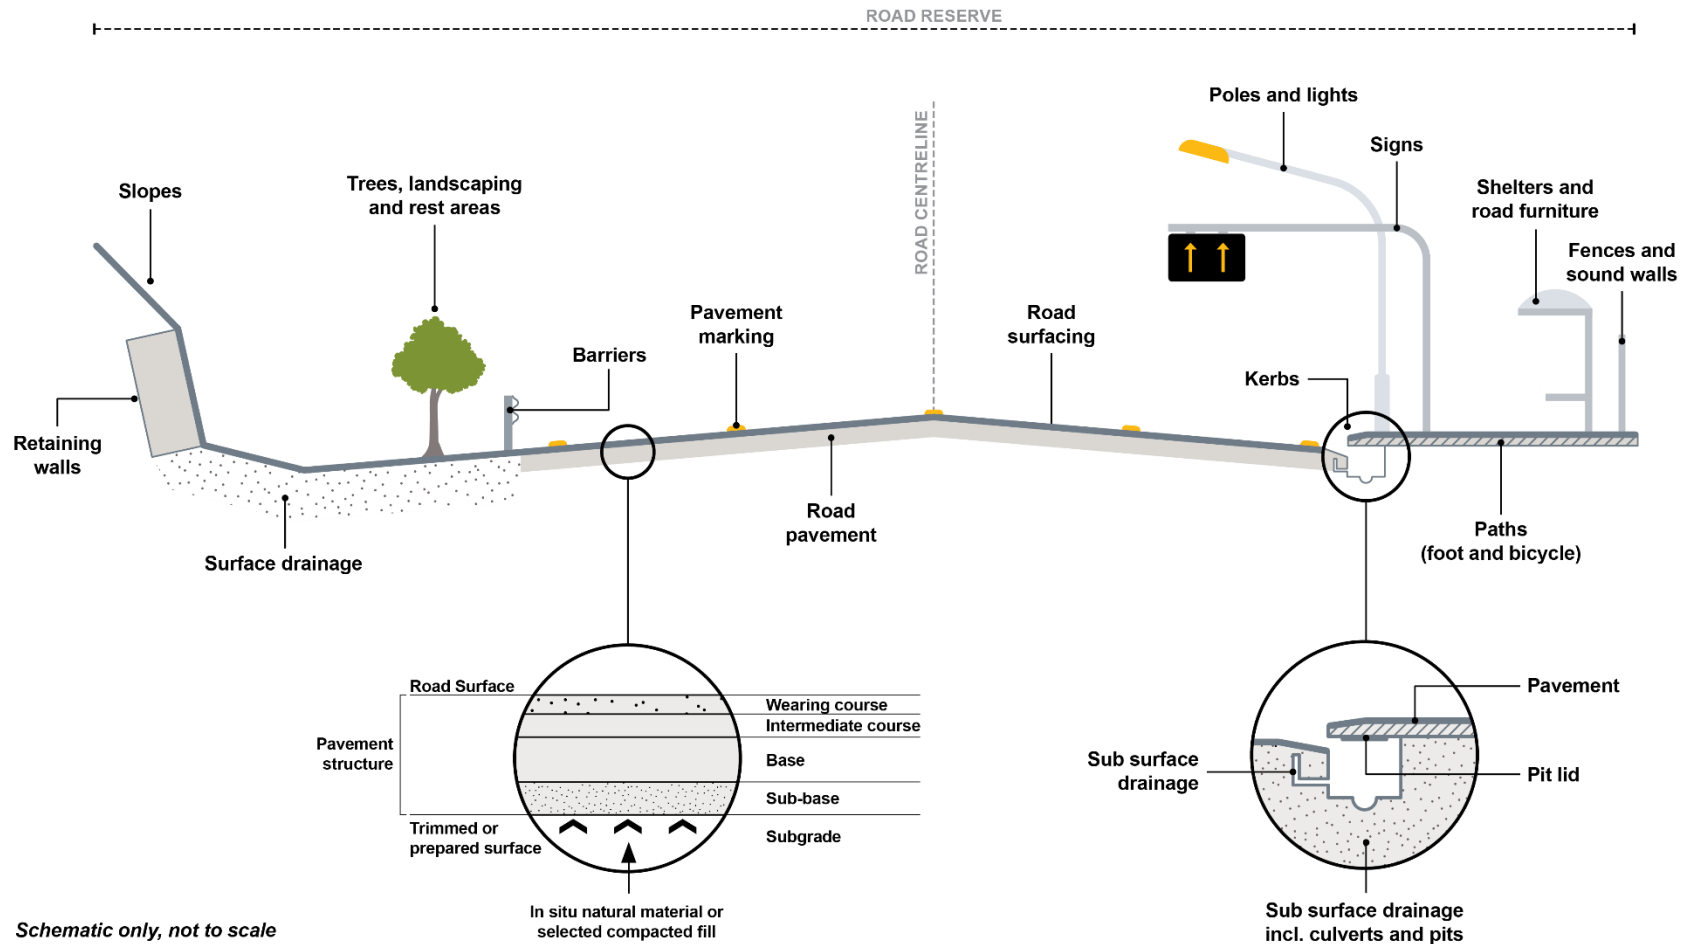 ROAD RESERVE
Poles and lights
ROAD CENTRELINE
Signs
Slopes
Trees, landscaping
and rest areas
Shelters and
road furniture
Fences and
sound walls
Pavement
marking
Road
surfacing
Barriers
Kerbs
Retaining
walls
Road
pavement
Surface drainage
Paths
(foot and bicycle)
Road Surface
Wearing course
Intermediate course
Pavement
structure
Base
Sub-base
Trimmed or
prepared surface
Subgrade
In situ natural material or
selected compacted fill
Pavement
Sub surface
drainage
Pit lid
Sub surface drainage
incl. culverts and pits
Schematic only, not to scale